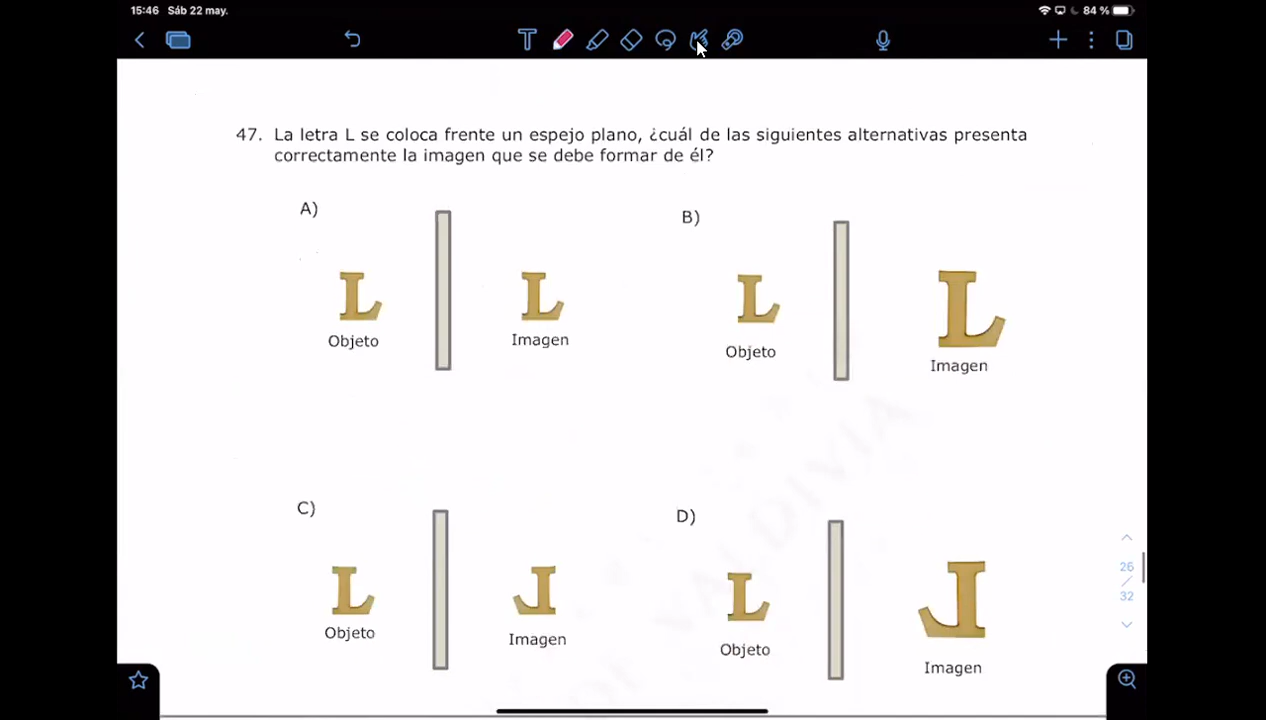 15:46 Sáb 22 may.
84 %
47. La letra L se coloca frente un espejo plano, ¿cuál de las siguientes alternativas presenta
correctamente la imagen que se debe formar de él?
A)
B)
L
L
L
L
Objeto
Imagen
Objeto
Imagen
C)
D)
L
L
L
L
Objeto
Imagen
Objeto
Imagen
26
/
32
DE VALDIVIA